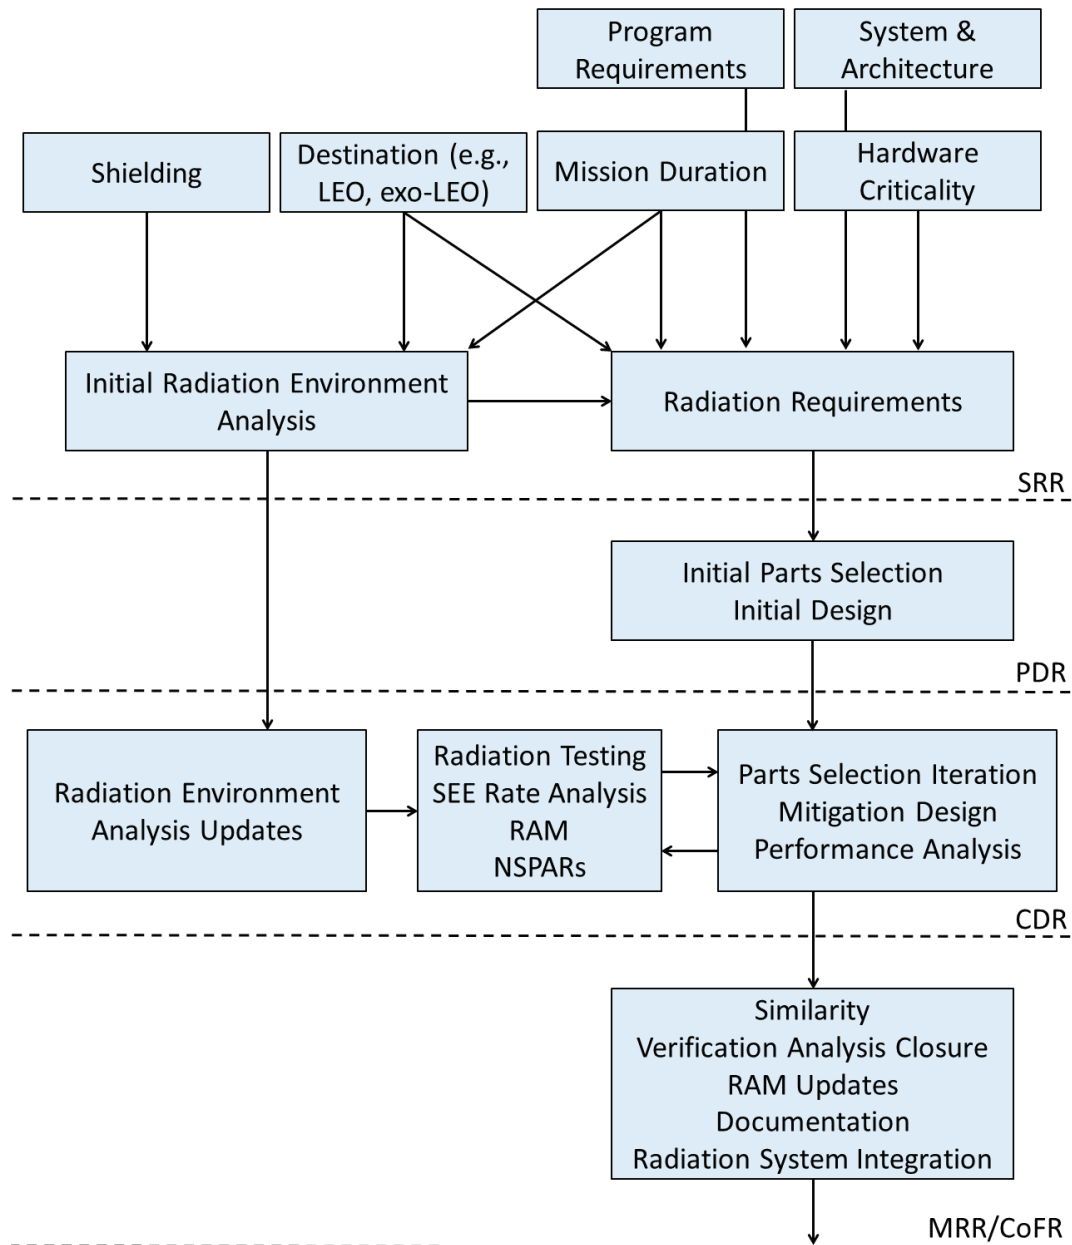 Program
Requirements
System &
Architecture
Shielding
Destination (e.g.,
LEO, exo-LEO)
Mission Duration
Hardware
Criticality
Initial Radiation Environment
Analysis
Radiation Requirements
SRR
Initial Parts Selection
Initial Design
PDR
Radiation Environment
Analysis Updates
Radiation Testing
SEE Rate Analysis
RAM
NSPARs
Parts Selection Iteration
Mitigation Design
Performance Analysis
CDR
Similarity
Verification Analysis Closure
RAM Updates
Documentation
Radiation System Integration
MRR/CoFR